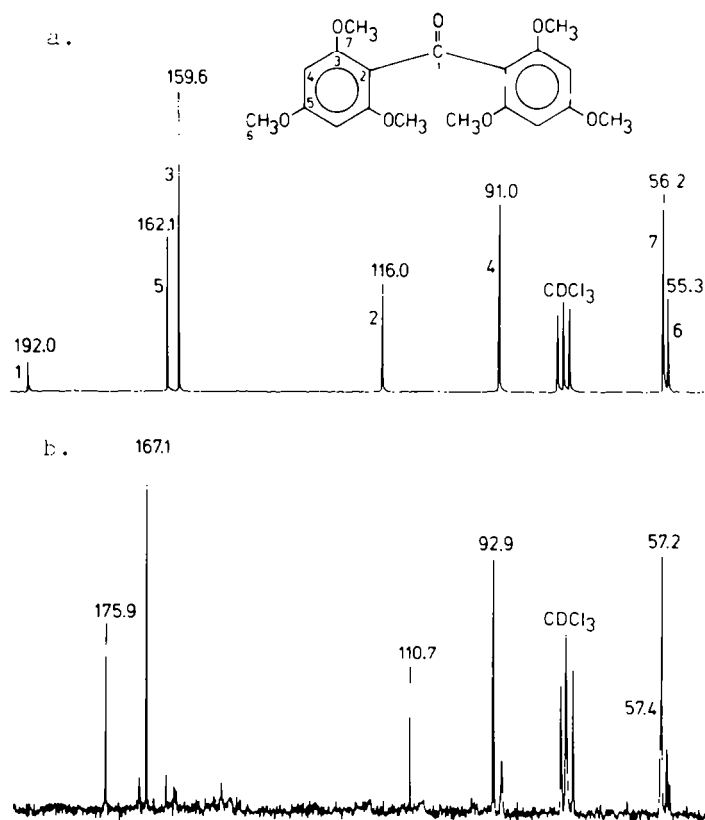 a.
O
OCH3
7
3
4
2
5
1
CH3O
6
OCH3
OCH3
OCH3
OCH3
159.6
3
162.1
5
192.0
1
116.0
2
91.0
4
CDCl3
56 2
7
55.3
6
b.
167.1
175.9
110.7
92.9
CDCl3
57.2
57.4